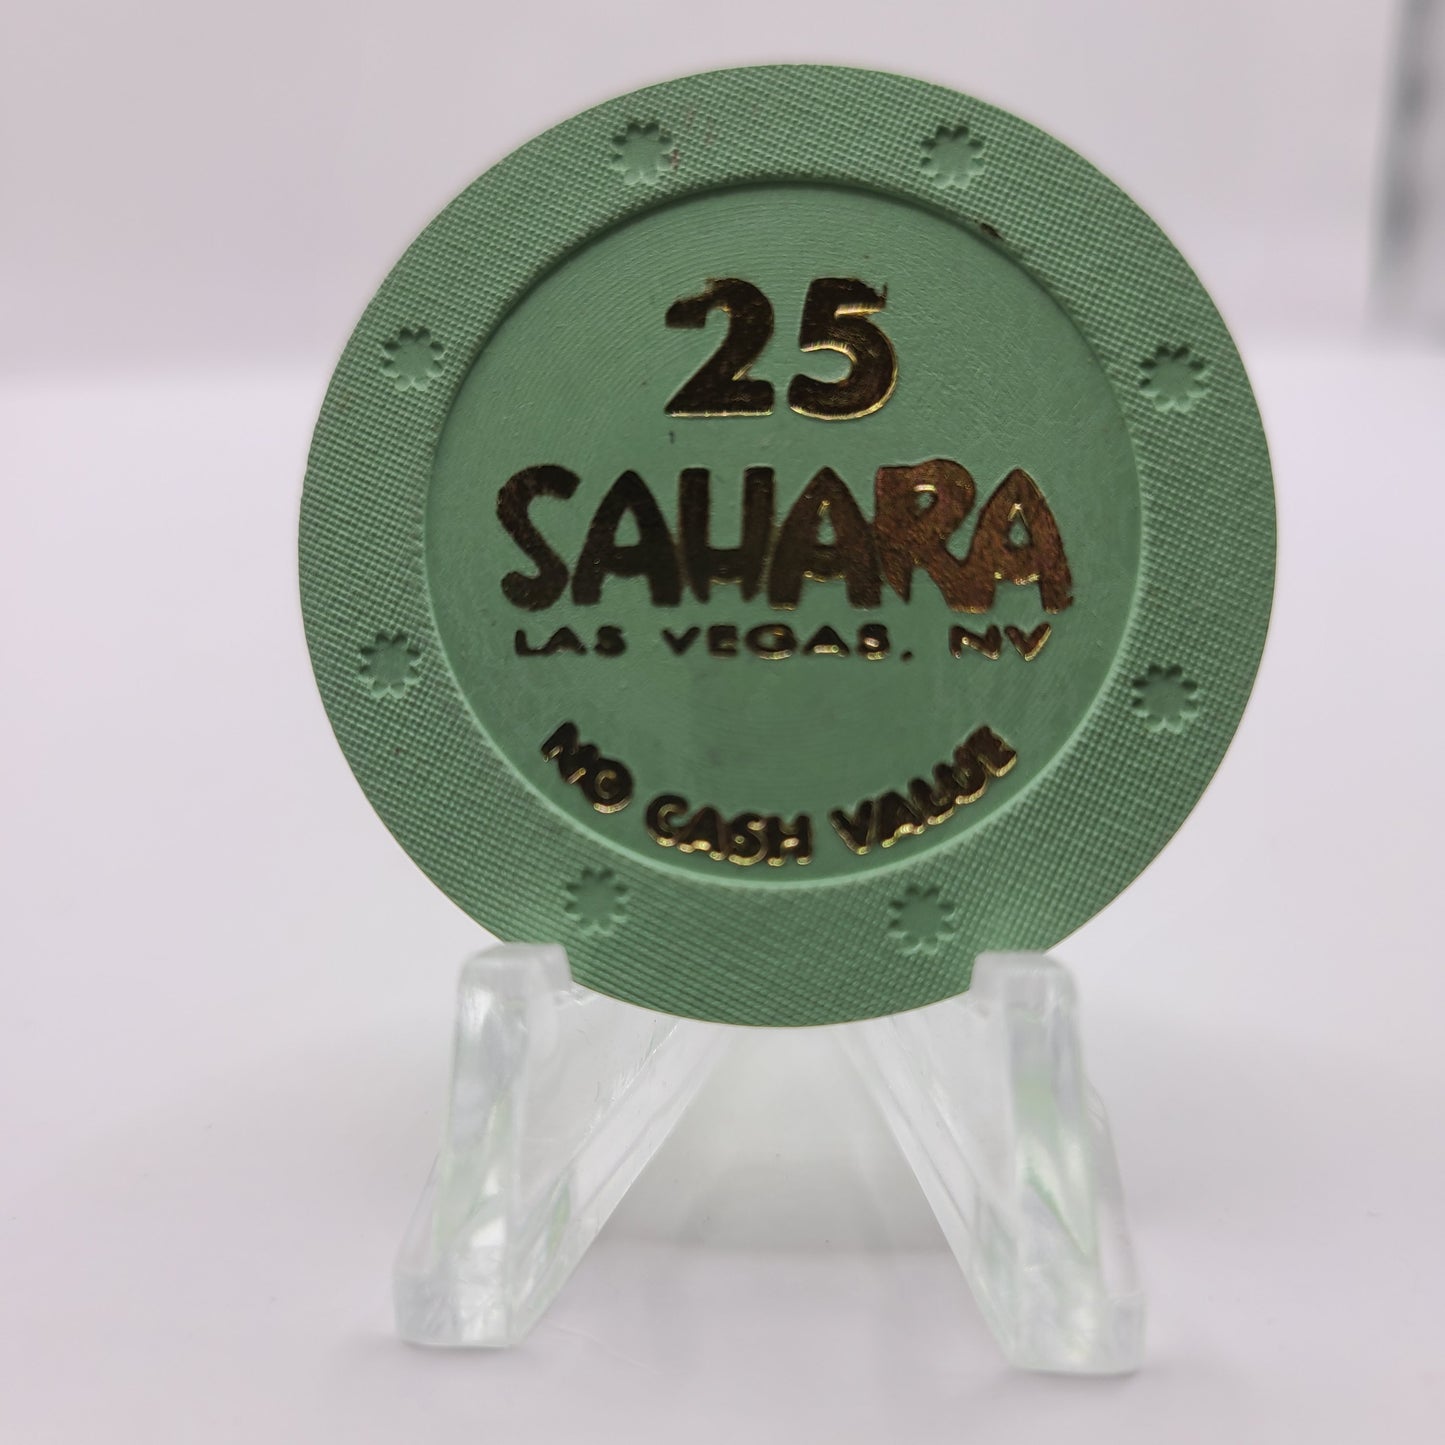 25
SAHARA
LAS VEGAS, NV
NO CASH VALUE